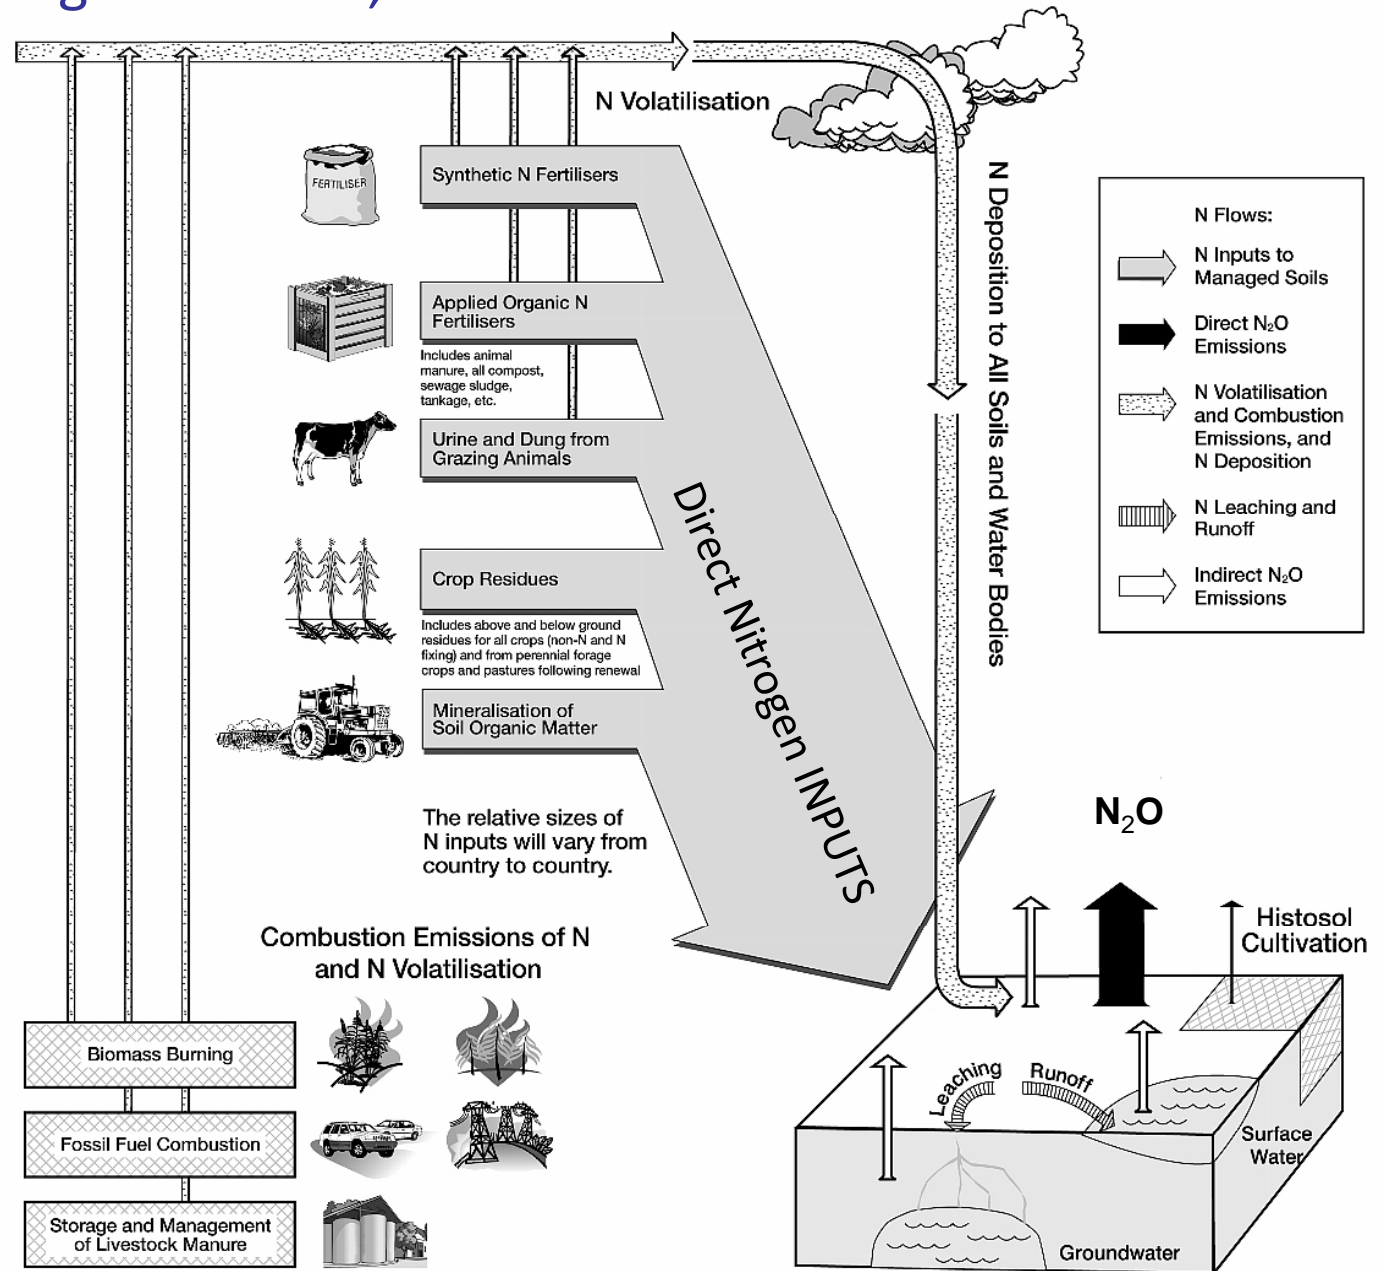 N Volatilisation
FERTILISER
Synthetic N Fertilisers
Applied Organic N
Fertilisers
Includes animal
manure, all compost,
sewage sludge,
tankage, etc.
Urine and Dung from
Grazing Animals
Crop Residues
Includes above and below ground
residues for all crops (non-N and N
fixing) and from perennial forage
crops and pastures following renewal
Mineralisation of
Soil Organic Matter
Direct Nitrogen INPUTS
The relative sizes of
N inputs will vary from
country to country.
N Deposition to All Soils and Water Bodies
N Flows:
N Inputs to
Managed Soils
Direct N₂O
Emissions
N Volatilisation
and Combustion
Emissions, and
N Deposition
N Leaching and
Runoff
Indirect N₂O
Emissions
Combustion Emissions of N
and N Volatilisation
Biomass Burning
Fossil Fuel Combustion
Storage and Management
of Livestock Manure
N₂O
Histosol
Cultivation
Leaching
Runoff
Surface
Water
Groundwater